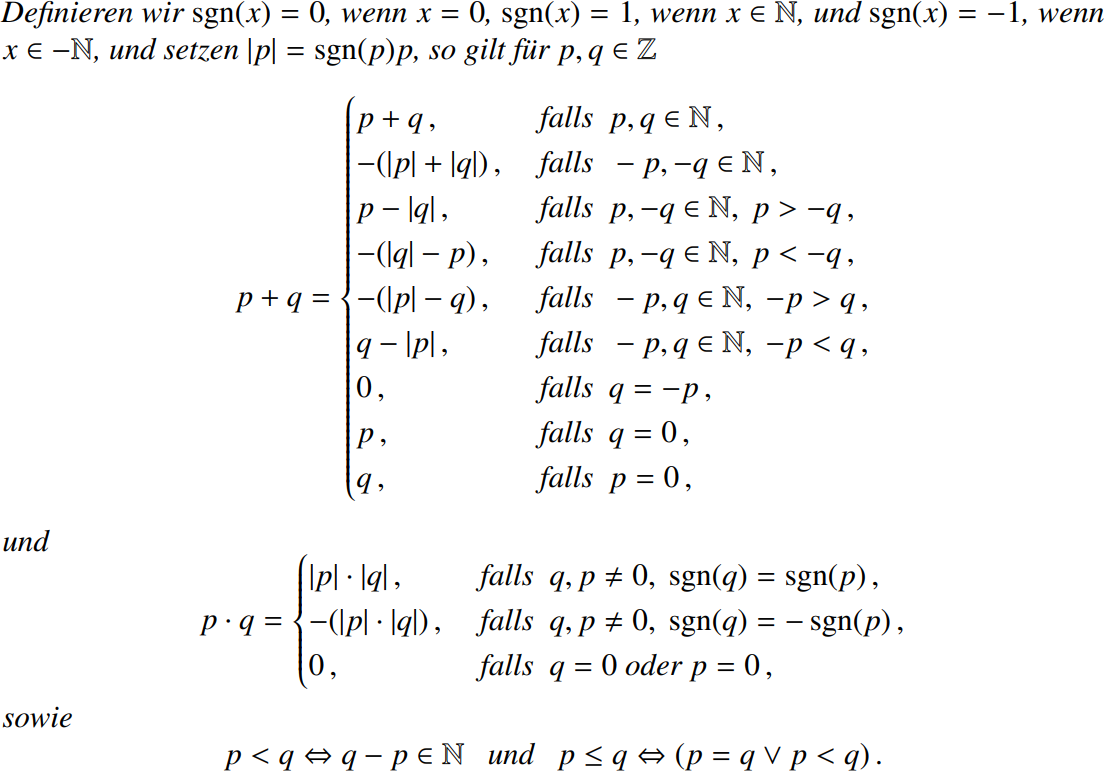 Definieren wir sgn(x) = 0, wenn x = 0, sgn(x) = 1, wenn x ∈ ℕ, und sgn(x) = −1, wenn
x ∈ −ℕ, und setzen |p| = sgn(p)p, so gilt für p, q ∈ ℤ
p + q = { p + q , falls p, q ∈ ℕ ,
−(|p| + |q|) , falls − p, −q ∈ ℕ ,
p − |q| , falls p, −q ∈ ℕ, p > −q ,
−(|q| − p) , falls p, −q ∈ ℕ, p < −q ,
−(|p| − q) , falls − p, q ∈ ℕ, −p > q ,
q − |p| , falls − p, q ∈ ℕ, −p < q ,
0 , falls q = −p ,
p , falls q = 0 ,
q , falls p = 0 ,
und
p · q = { |p| · |q| , falls q, p ≠ 0, sgn(q) = sgn(p) ,
−(|p| · |q|) , falls q, p ≠ 0, sgn(q) = − sgn(p) ,
0 , falls q = 0 oder p = 0 ,
sowie
p < q ⇔ q − p ∈ ℕ und p ≤ q ⇔ (p = q ∨ p < q) .